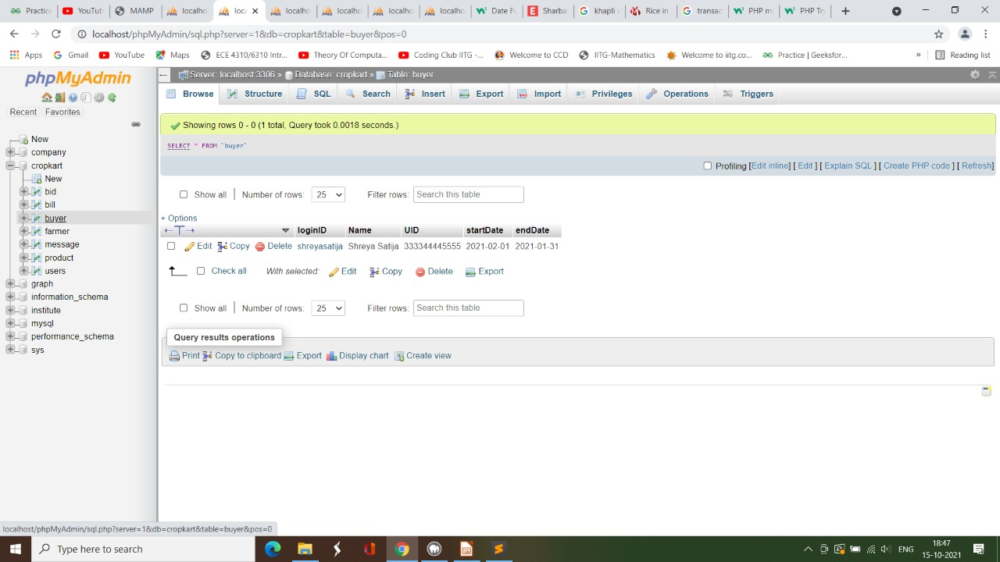 Practice
YouTub
MAMP
localhos
loca
localho
localho
localho
localho
Date Fu
Sharba
khapli
Rice in
transac
PHP m
PHP Try
localhost/phpMyAdmin/sql.php?server=1&db=cropkart&table=buyer&pos=0
Apps Gmail YouTube Maps ECE 4310/6310 Intr... Theory Of Computa... Coding Club IITG -... Welcome to CCD IITG-Mathematics Welcome to iitg.co... Practice | Geeksfor... » Reading list
phpMyAdmin
Recent Favorites
New
company
cropkart
New
bid
bill
buyer
farmer
message
product
users
graph
information_schema
institute
mysql
performance_schema
sys
Server: localhost:3306 » Database: cropkart » Table: buyer
Browse Structure SQL Search Insert Export Import Privileges Operations Triggers
Showing rows 0 - 0 (1 total, Query took 0.0018 seconds.)
SELECT * FROM `buyer`
Profiling [Edit inline] [ Edit ] [ Explain SQL ] [ Create PHP code ] [ Refresh]
Show all | Number of rows: 25 Filter rows: Search this table
+ Options
←T→ loginID Name UID startDate endDate
Edit Copy Delete shreyasatija Shreya Satija 333344445555 2021-02-01 2021-01-31
Check all With selected: Edit Copy Delete Export
Show all | Number of rows: 25 Filter rows: Search this table
Query results operations
Print Copy to clipboard Export Display chart Create view
localhost/phpMyAdmin/sql.php?server=1&db=cropkart&table=buyer&pos=0
Type here to search
ENG
18:47
15-10-2021